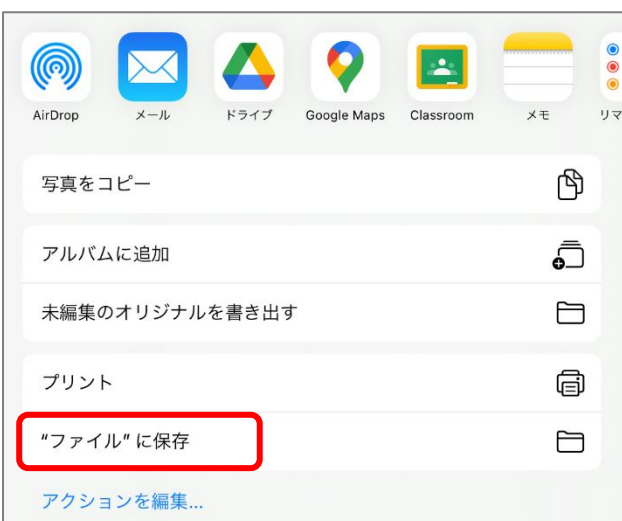 AirDrop
メール
ドライブ
Google Maps
Classroom
メモ
リマ
写真をコピー
アルバムに追加
未編集のオリジナルを書き出す
プリント
“ファイル” に保存
アクションを編集...